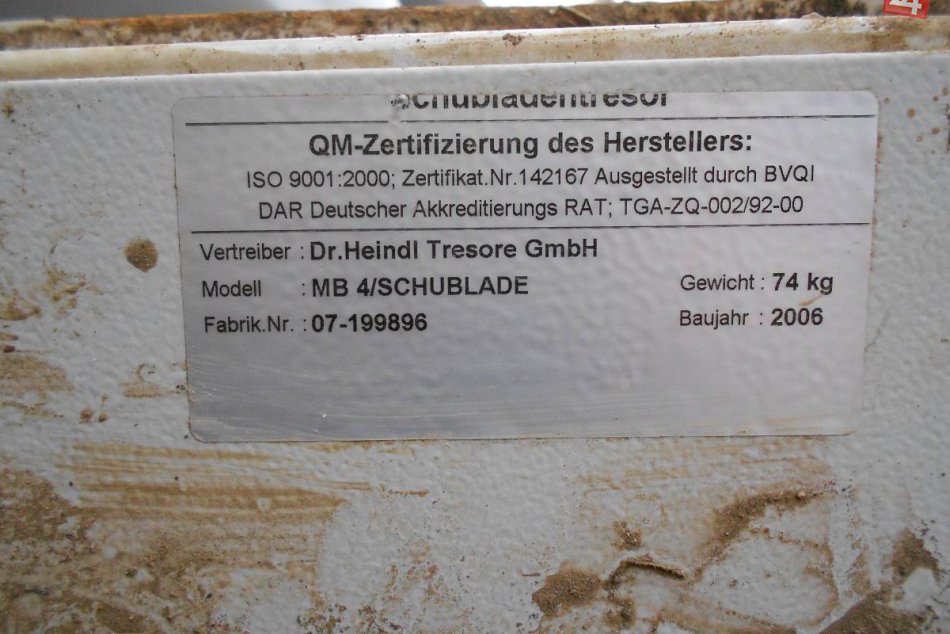 Schubladentresor
QM-Zertifizierung des Herstellers:
ISO 9001:2000; Zertifikat.Nr.142167 Ausgestellt durch BVQI
DAR Deutscher Akkreditierungs RAT; TGA-ZQ-002/92-00
Vertreiber : Dr.Heindl Tresore GmbH
Modell : MB 4/SCHUBLADE Gewicht : 74 kg
Fabrik.Nr. : 07-199896 Baujahr : 2006
24